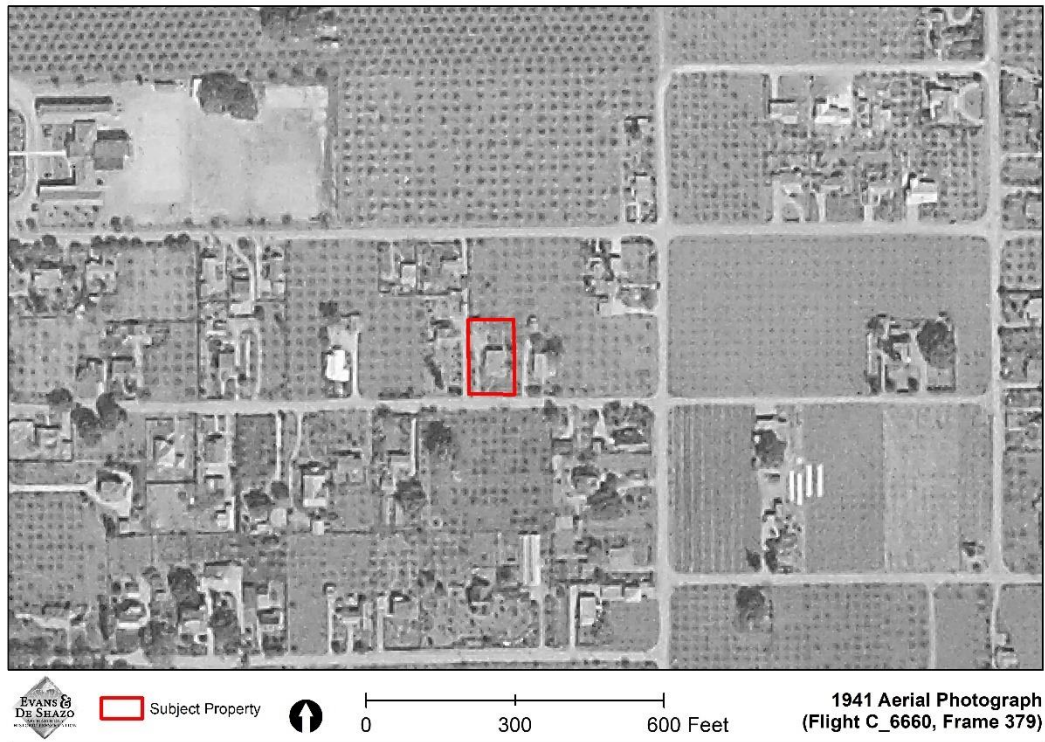 EVANS &
DE SHAZO
Subject Property
0
300
600 Feet
1941 Aerial Photograph
(Flight C_6660, Frame 379)